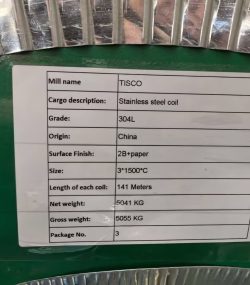 Mill name TISCO
Cargo description: Stainless steel coil
Grade: 304L
Origin: China
Surface Finish: 2B+paper
Size: 3*1500*C
Length of each coil: 141 Meters
Net weight: 5041 KG
Gross weight: 5055 KG
Package No. 3